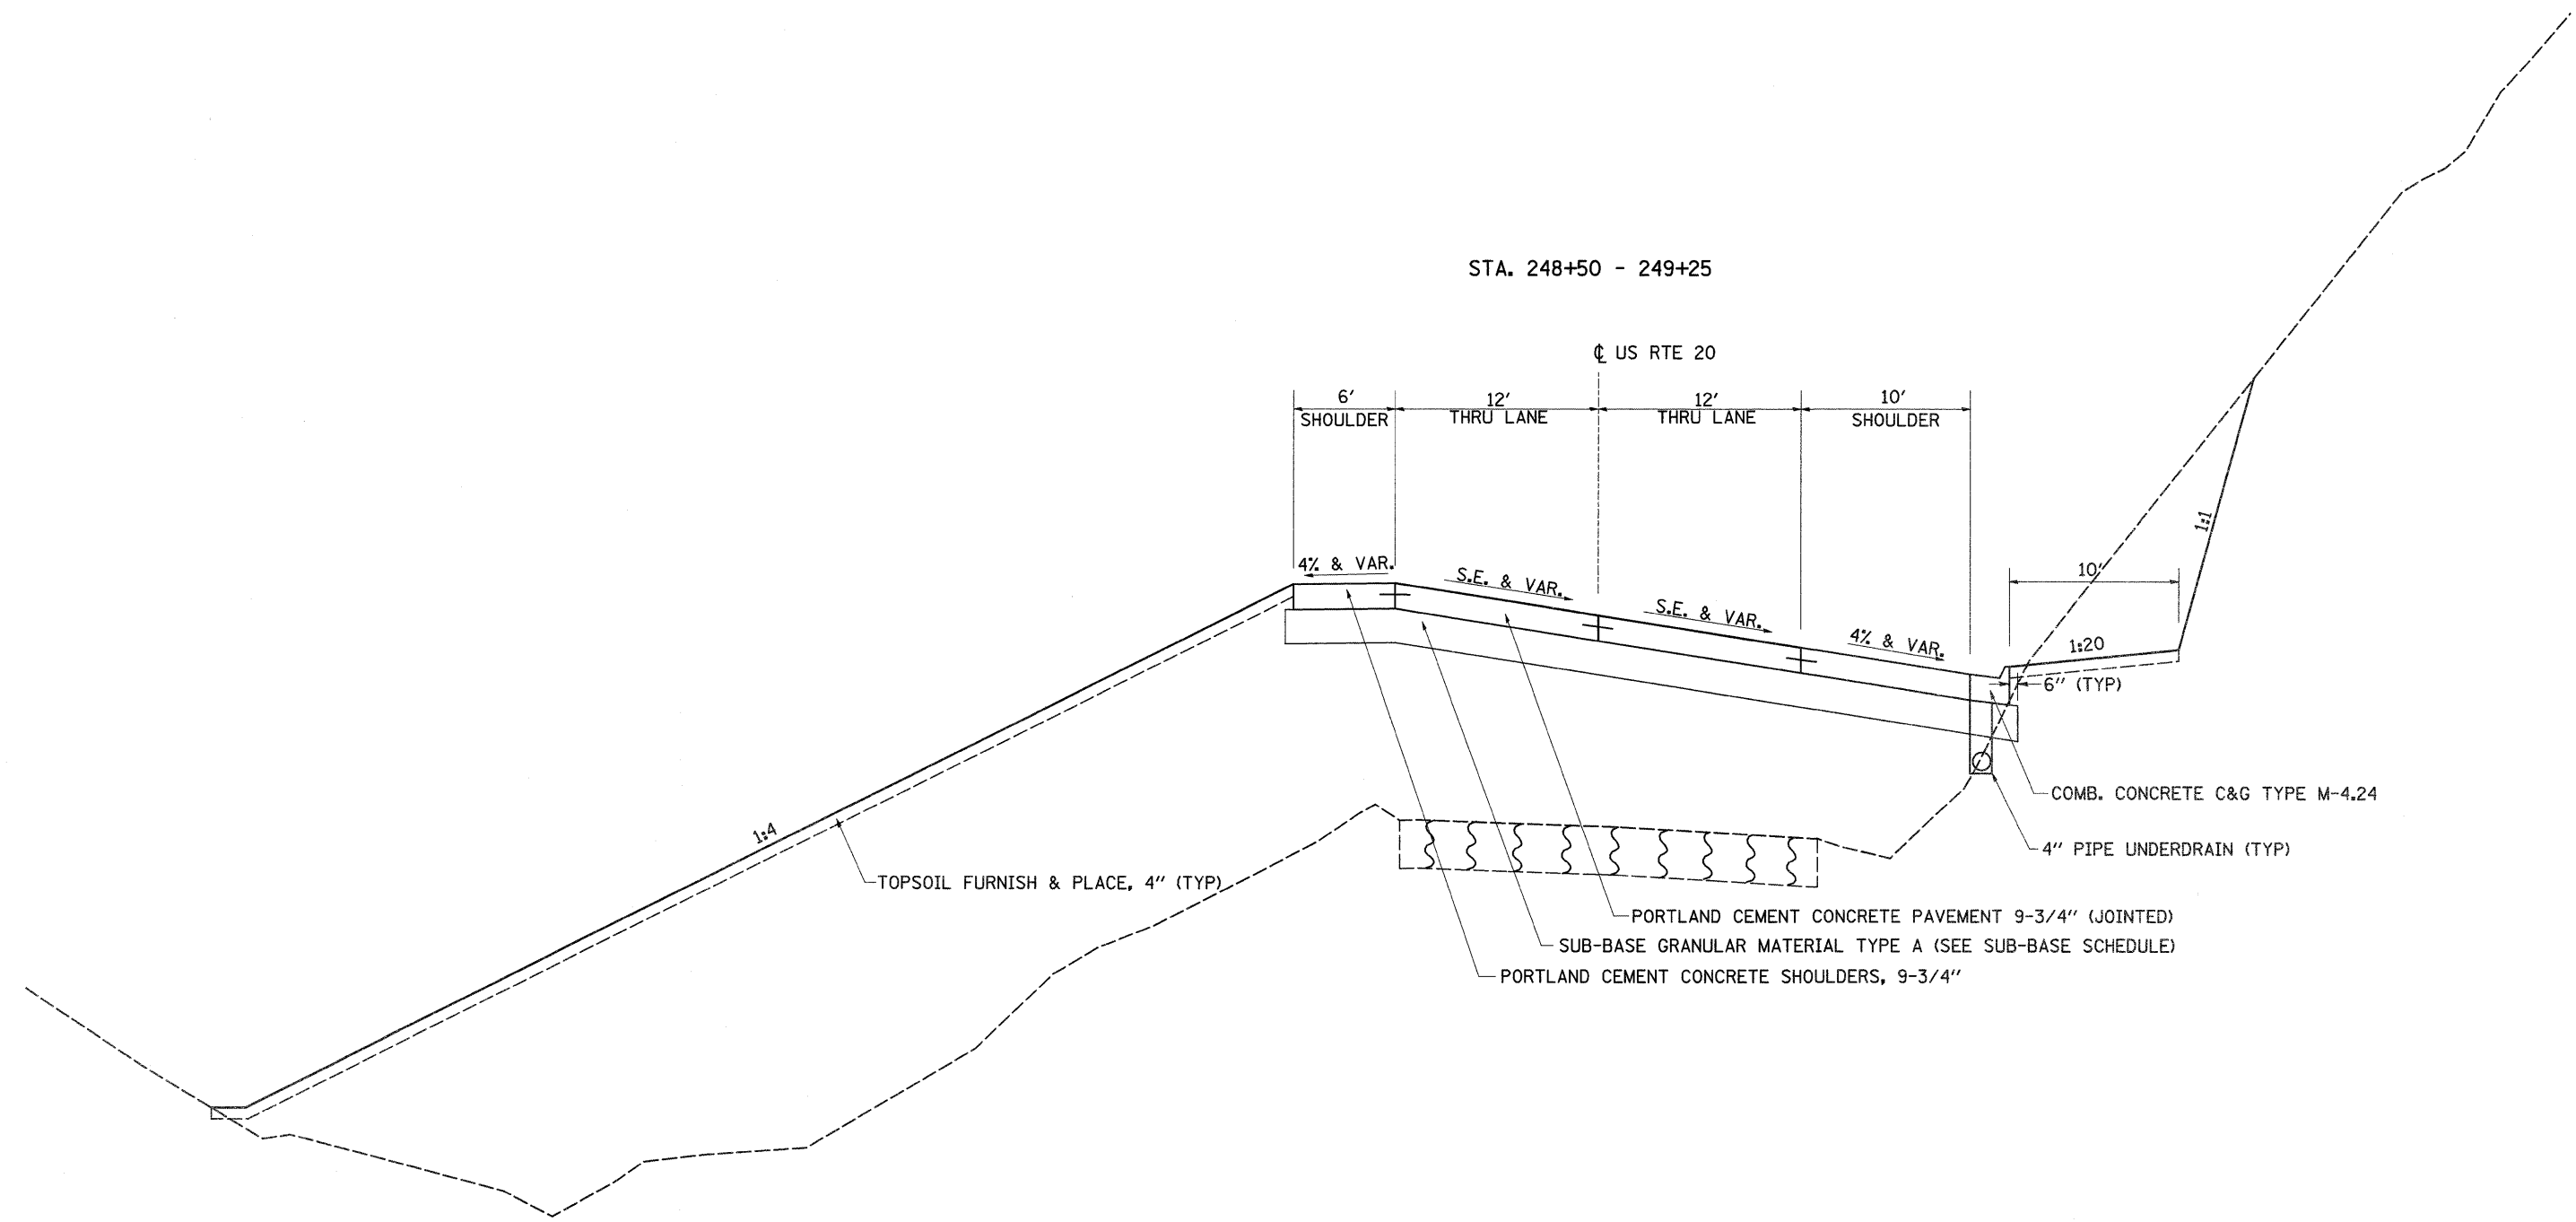 STA. 248+50 - 249+25
℄ US RTE 20
6' 12' 12' 10'
SHOULDER THRU LANE THRU LANE SHOULDER
1:1
4% & VAR. S.E. & VAR. S.E. & VAR. 4% & VAR.
10'
1:20
6" (TYP)
1:4
COMB. CONCRETE C&G TYPE M-4.24
4" PIPE UNDERDRAIN (TYP)
TOPSOIL FURNISH & PLACE, 4" (TYP)
PORTLAND CEMENT CONCRETE PAVEMENT 9-3/4" (JOINTED)
SUB-BASE GRANULAR MATERIAL TYPE A (SEE SUB-BASE SCHEDULE)
PORTLAND CEMENT CONCRETE SHOULDERS, 9-3/4"